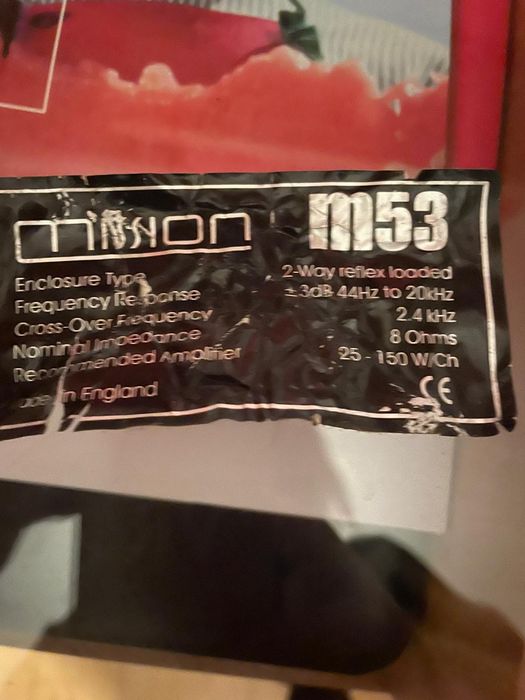 mission m53
Enclosure Type 2-Way reflex loaded
Frequency Response ±3dB 44Hz to 20kHz
Cross-Over Frequency 2.4 kHz
Nominal Impedance 8 Ohms
Recommended Amplifier 25 - 150 W/Ch
Made in England CE